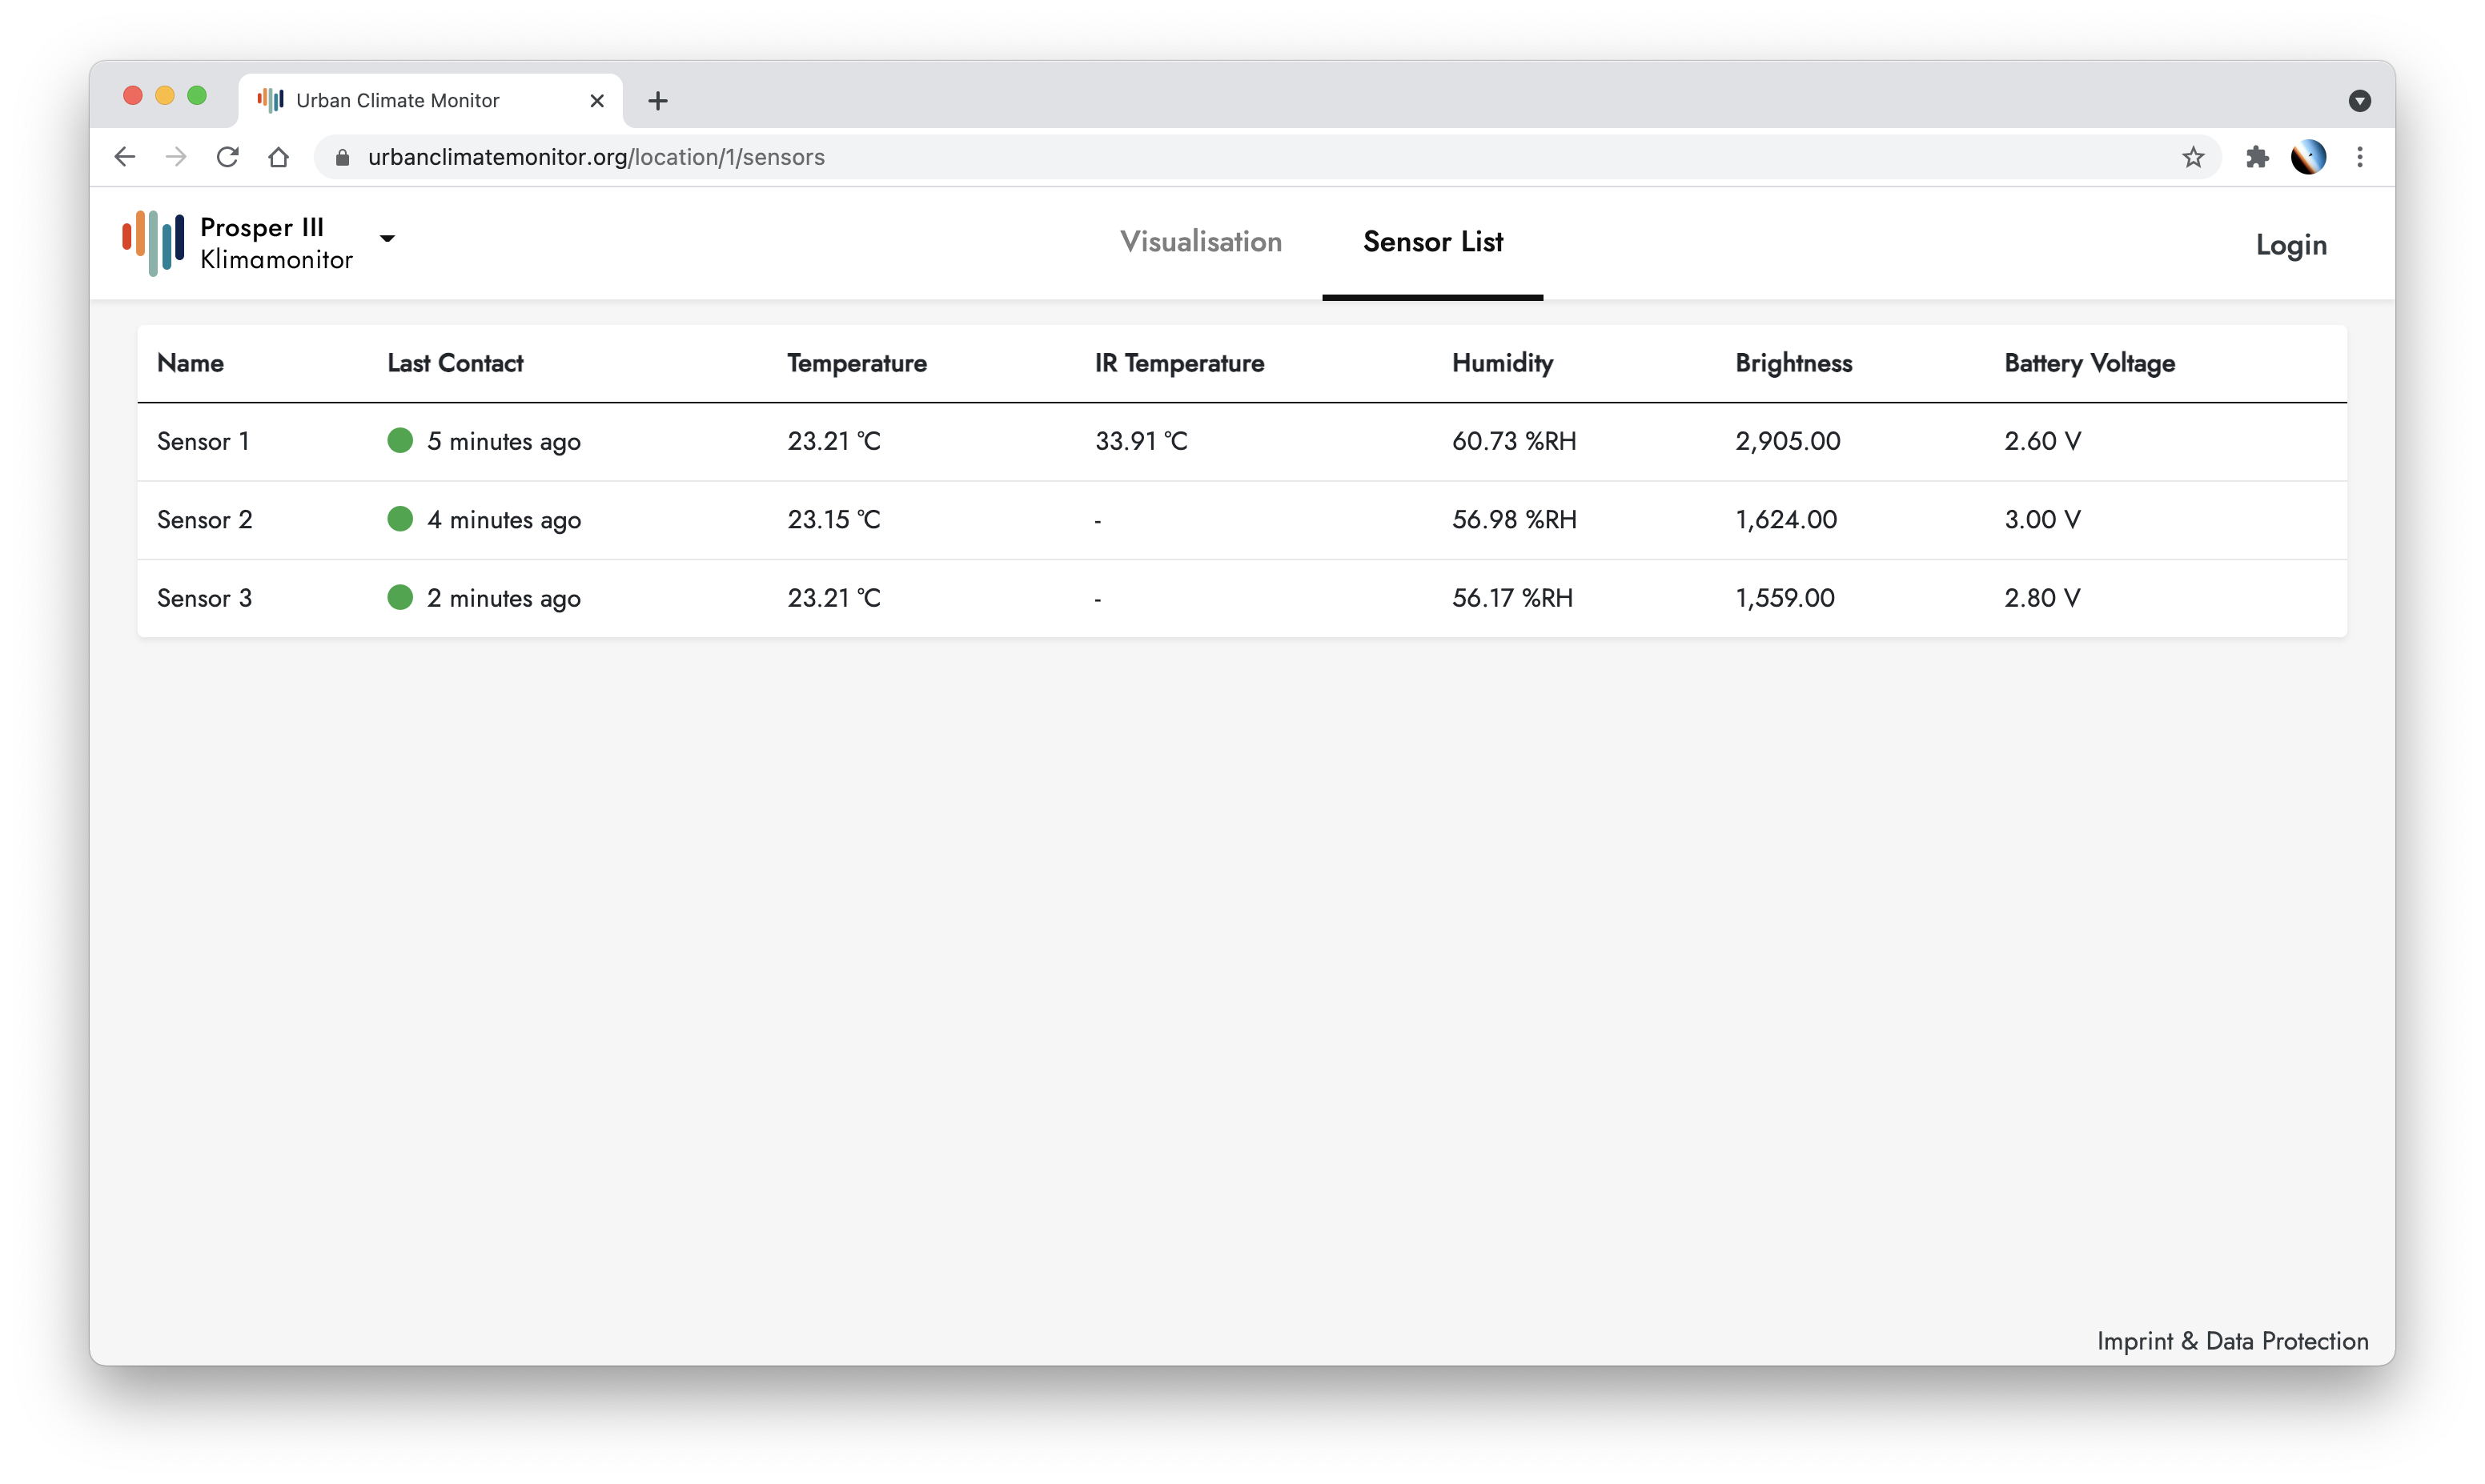 Urban Climate Monitor
urbanclimatemonitor.org/location/1/sensors
Prosper III
Klimamonitor
Visualisation
Sensor List
Login
Name Last Contact Temperature IR Temperature Humidity Brightness Battery Voltage
Sensor 1 5 minutes ago 23.21 °C 33.91 °C 60.73 %RH 2,905.00 2.60 V
Sensor 2 4 minutes ago 23.15 °C - 56.98 %RH 1,624.00 3.00 V
Sensor 3 2 minutes ago 23.21 °C - 56.17 %RH 1,559.00 2.80 V
Imprint & Data Protection